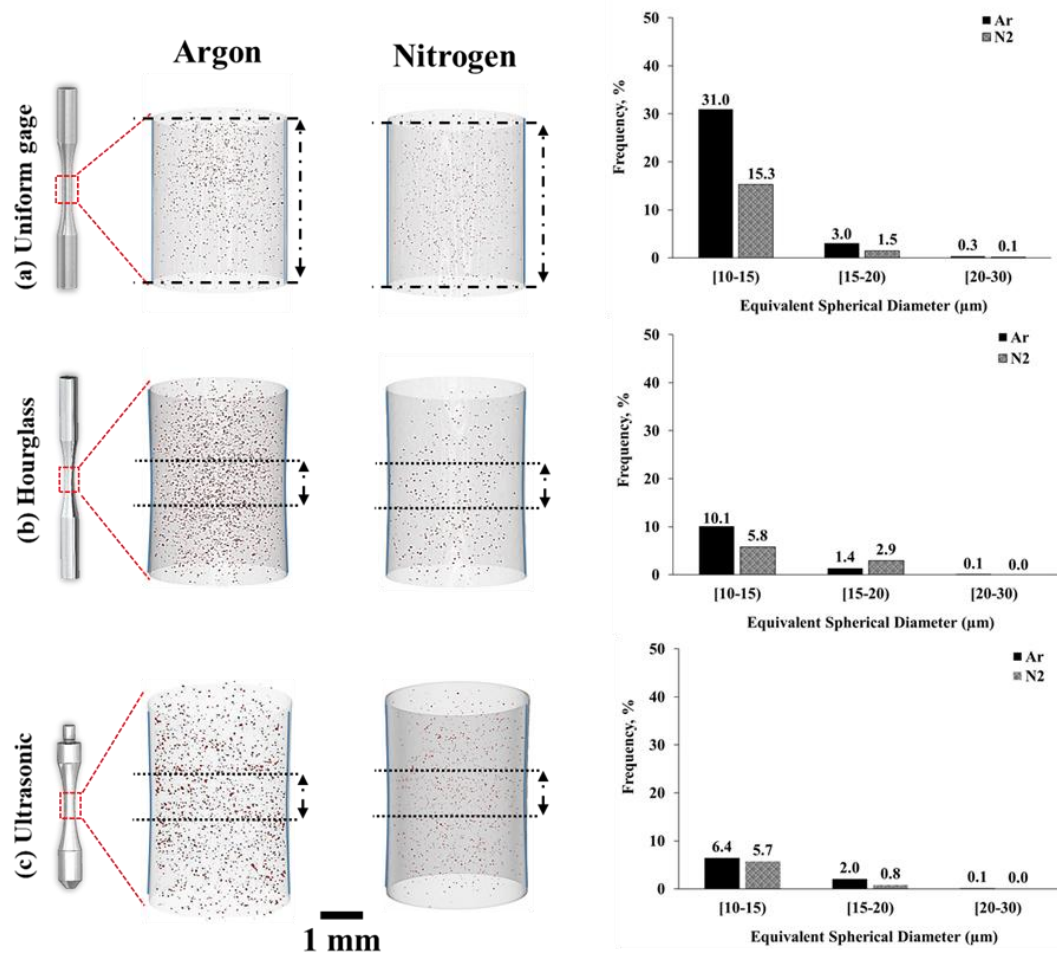 Argon
Nitrogen
(a) Uniform gage
50
40
30
20
10
0
Frequency, %
Ar
N2
31.0
15.3
3.0
1.5
0.3
0.1
[10-15)
[15-20)
[20-30)
Equivalent Spherical Diameter (µm)
(b) Hourglass
50
40
30
20
10
0
Frequency, %
Ar
N2
10.1
5.8
1.4
2.9
0.1
0.0
[10-15)
[15-20)
[20-30)
Equivalent Spherical Diameter (µm)
(c) Ultrasonic
50
40
30
20
10
0
Frequency, %
Ar
N2
6.4
5.7
2.0
0.8
0.1
0.0
[10-15)
[15-20)
[20-30)
Equivalent Spherical Diameter (µm)
1 mm